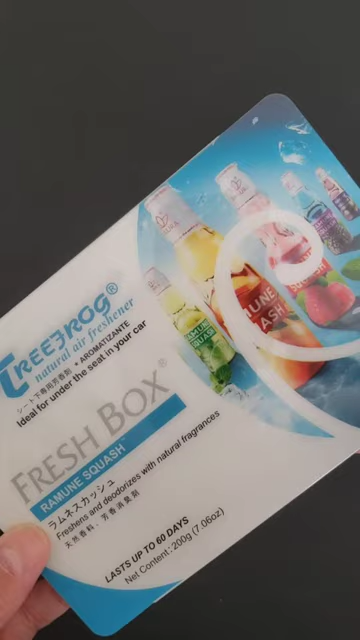 TREEFROG®
natural air freshener
シート下専用芳香剤 • AROMATIZANTE
Ideal for under the seat in your car
FRESH BOX®
RAMUNE SQUASH™
ラムネスカッシュ
Freshens and deodorizes with natural fragrances
天然香料、芳香消臭剤
LASTS UP TO 60 DAYS
Net Content: 200g (7.06oz)
RAMUNE
SQUASH